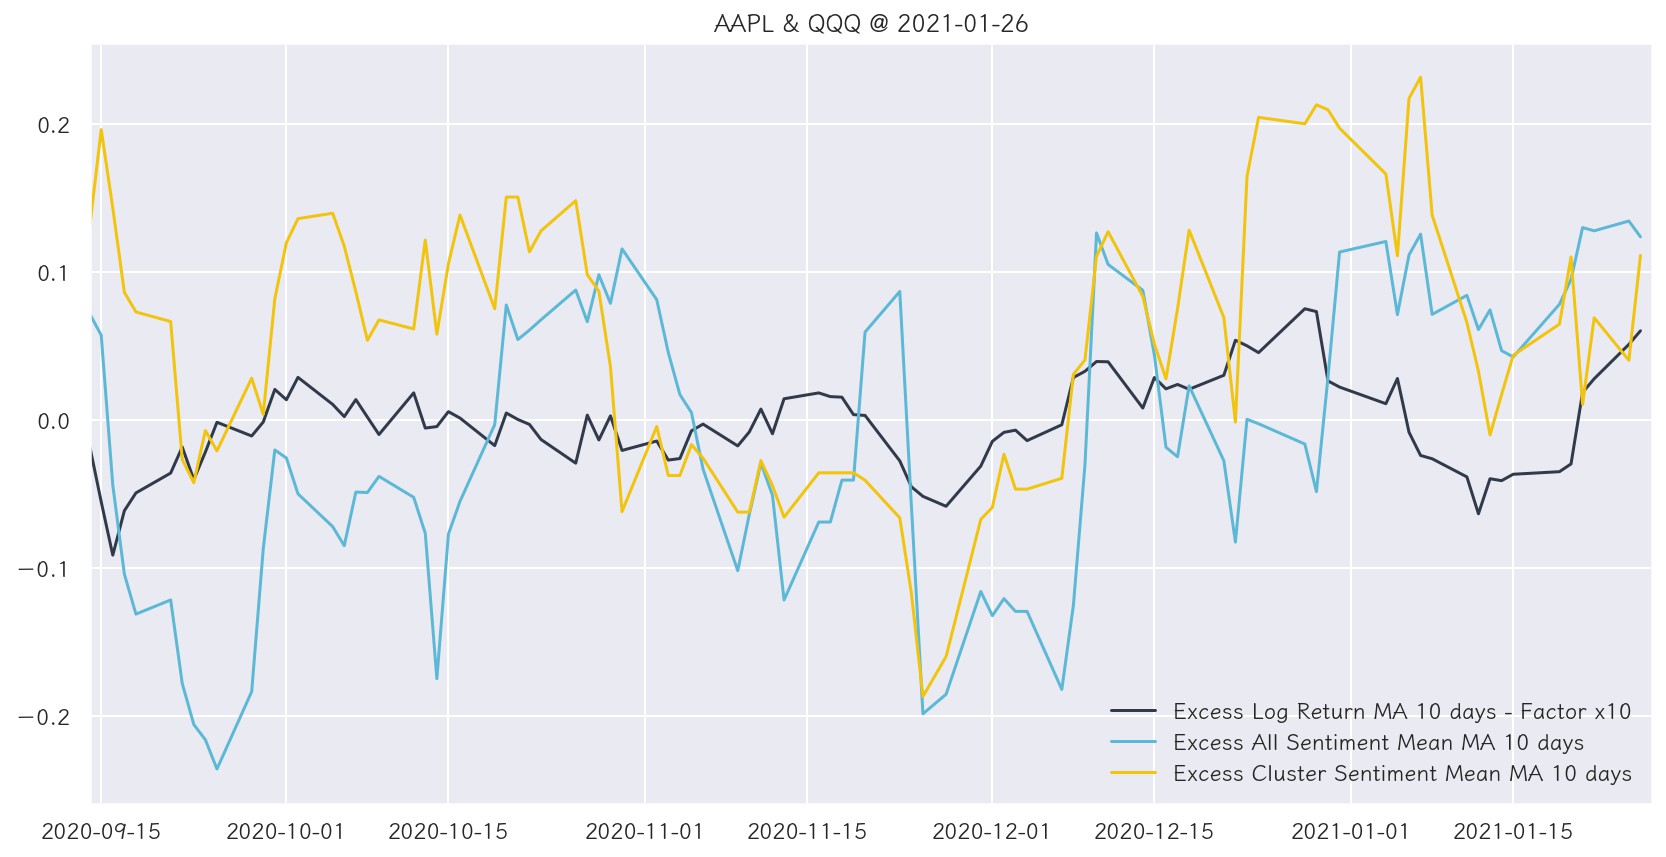 AAPL & QQQ @ 2021-01-26
0.2
0.1
0.0
−0.1
−0.2
Excess Log Return MA 10 days - Factor x10
Excess All Sentiment Mean MA 10 days
Excess Cluster Sentiment Mean MA 10 days
2020-09-15 2020-10-01 2020-10-15 2020-11-01 2020-11-15 2020-12-01 2020-12-15 2021-01-01 2021-01-15